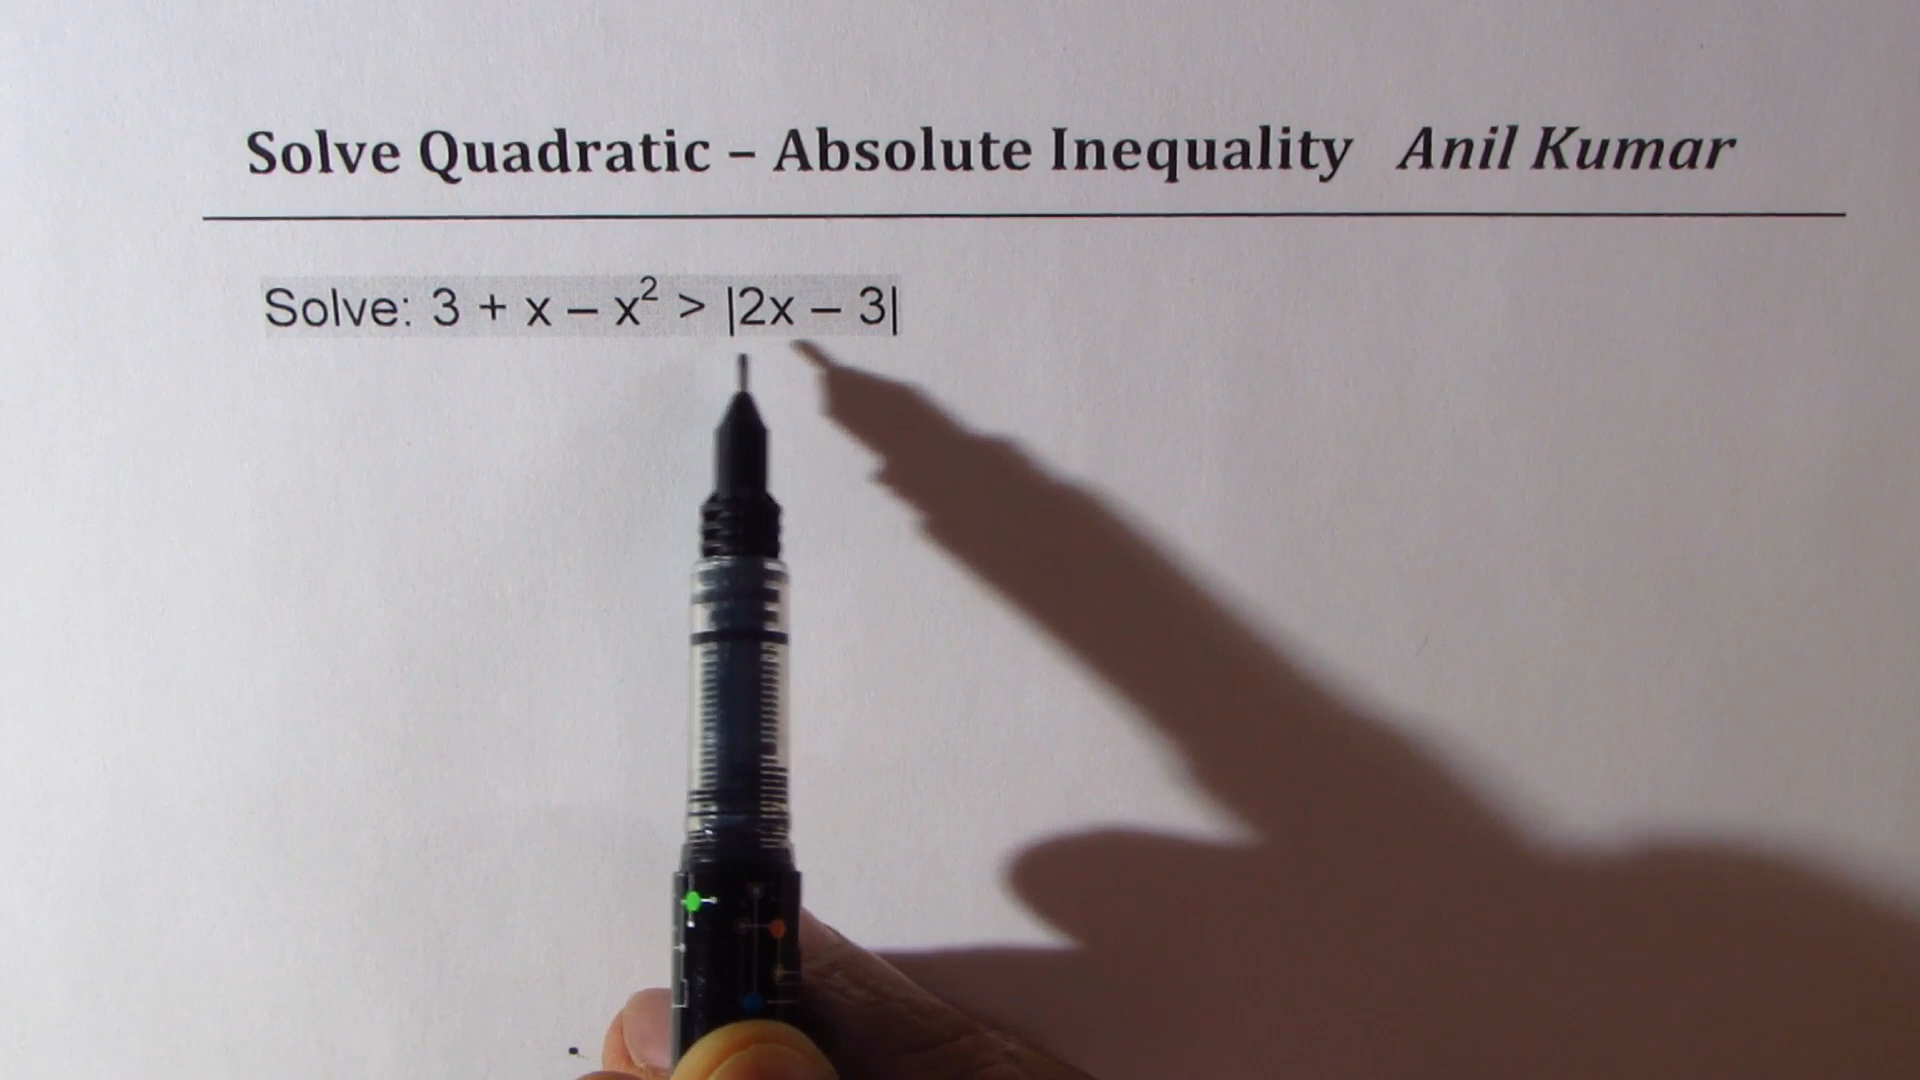 Solve Quadratic – Absolute Inequality Anil Kumar
Solve: 3 + x – x² > |2x – 3|